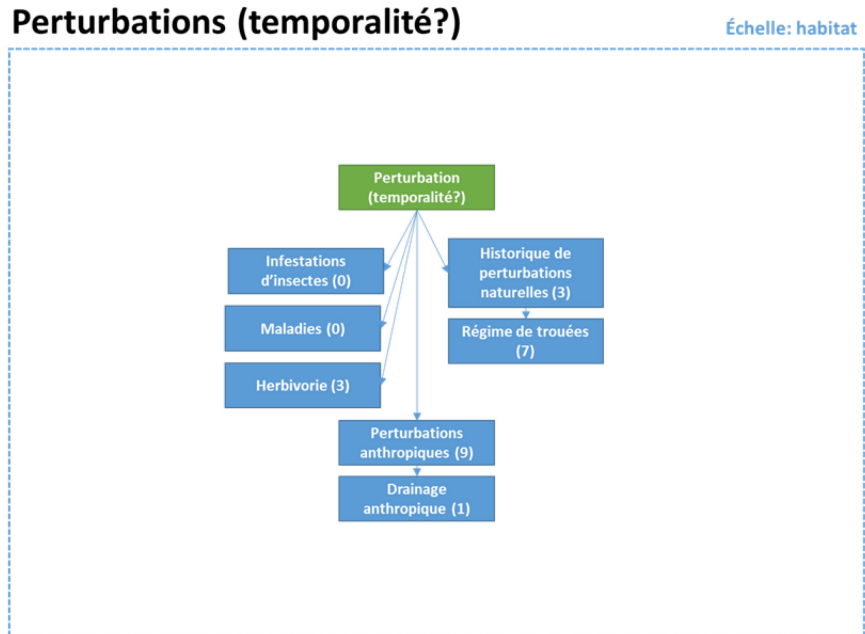 Perturbations (temporalité?)
Échelle: habitat
Perturbation
(temporalité?)
Infestations
d'insectes (0)
Maladies (0)
Herbivorie (3)
Historique de
perturbations
naturelles (3)
Régime de trouées
(7)
Perturbations
anthropiques (9)
Drainage
anthropique (1)